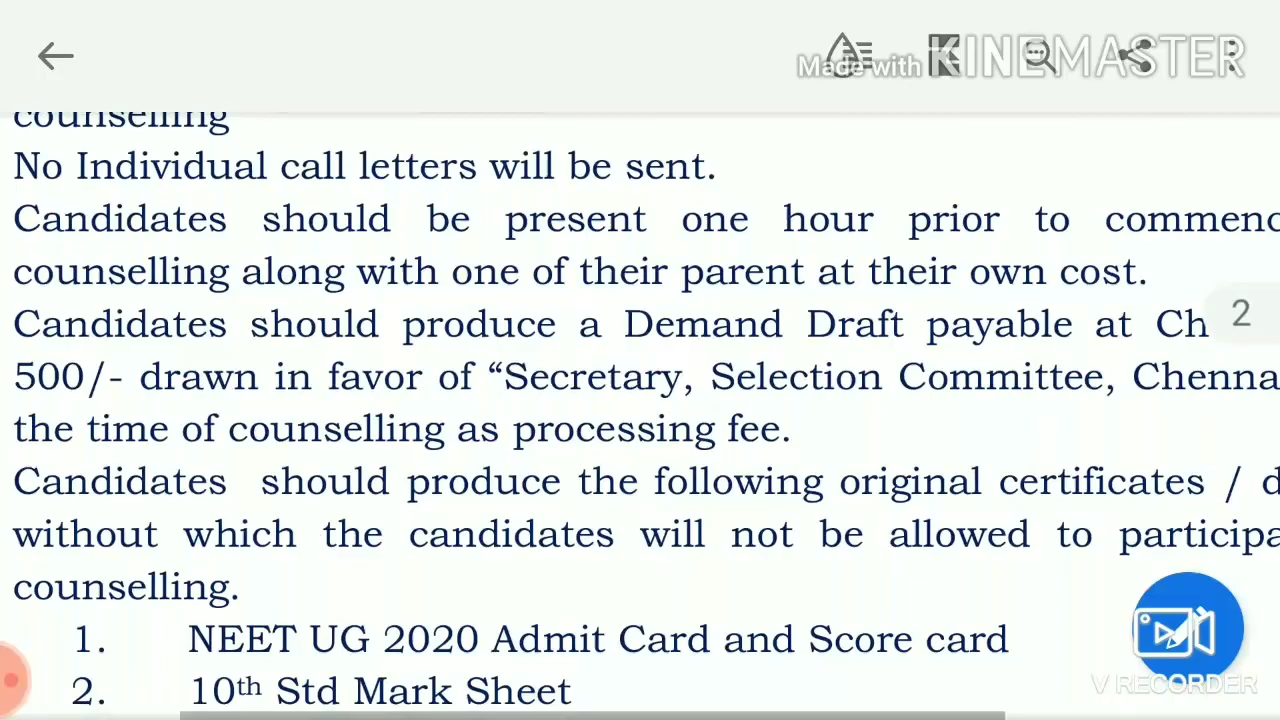 Made with KINEMASTER
counselling
No Individual call letters will be sent.
Candidates should be present one hour prior to commenc
counselling along with one of their parent at their own cost.
Candidates should produce a Demand Draft payable at Ch
2
500/- drawn in favor of “Secretary, Selection Committee, Chenna
the time of counselling as processing fee.
Candidates should produce the following original certificates / d
without which the candidates will not be allowed to participa
counselling.
1. NEET UG 2020 Admit Card and Score card
2. 10th Std Mark Sheet
V RECORDER